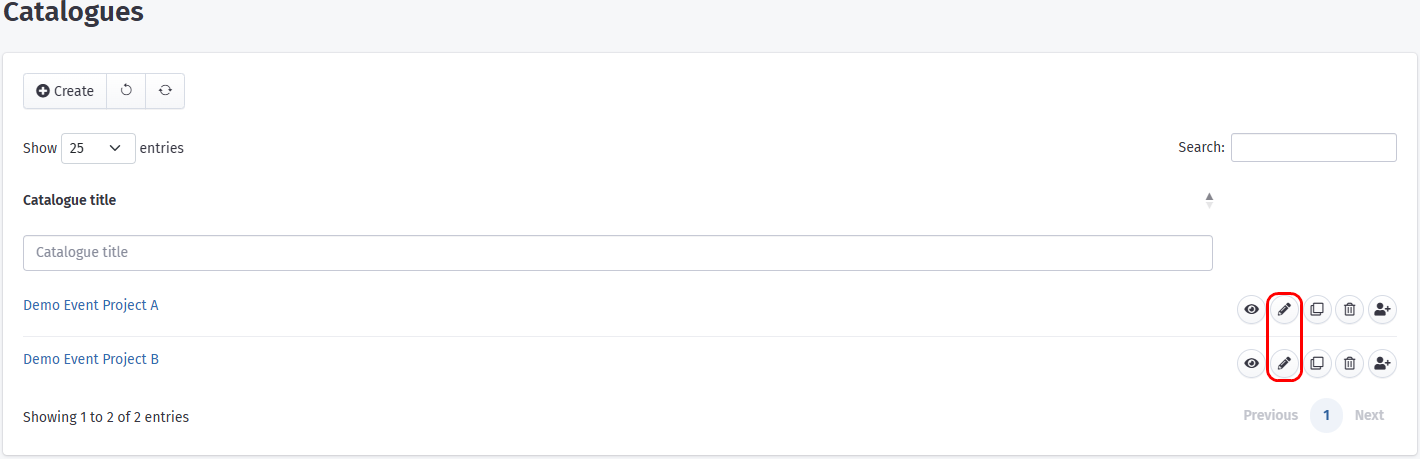 Catalogues
Create
Show 25 entries
Search:
Catalogue title
Catalogue title
Demo Event Project A
Demo Event Project B
Showing 1 to 2 of 2 entries
Previous 1 Next